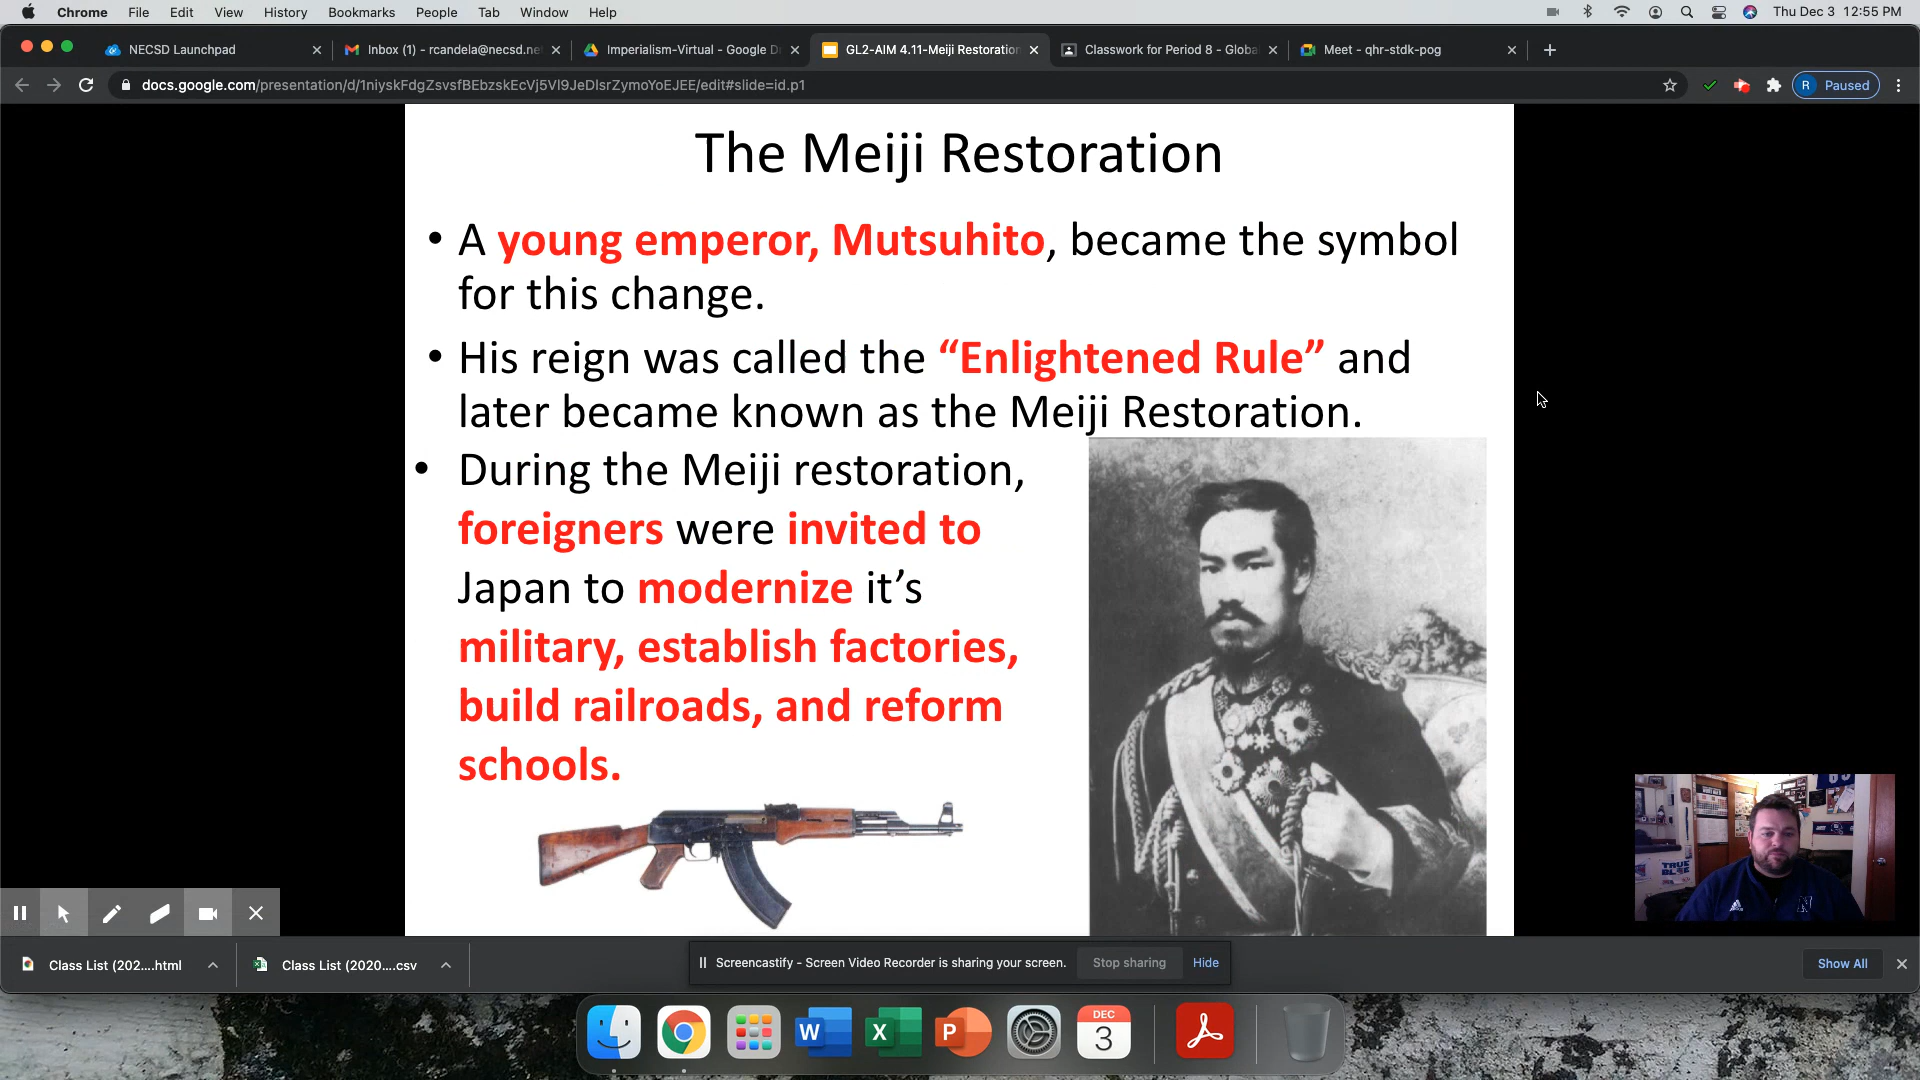 Chrome File Edit View History Bookmarks People Tab Window Help Thu Dec 3 12:55 PM
NECSD Launchpad Inbox (1) - rcandela@necsd.ne Imperialism-Virtual - Google D GL2-AIM 4.11-Meiji Restoration Classwork for Period 8 - Globa Meet - qhr-stdk-pog
docs.google.com/presentation/d/1niyskFdgZsvsfBEbzskEcVj5Vl9JeDlsrZymoYoEJEE/edit#slide=id.p1 R Paused
The Meiji Restoration
• A young emperor, Mutsuhito, became the symbol
for this change.
• His reign was called the “Enlightened Rule” and
later became known as the Meiji Restoration.
• During the Meiji restoration,
foreigners were invited to
Japan to modernize it’s
military, establish factories,
build railroads, and reform
schools.
TRUE
BLUE
N
Class List (202....html Class List (2020....csv Screencastify - Screen Video Recorder is sharing your screen. Stop sharing Hide Show All
W X P DEC
3